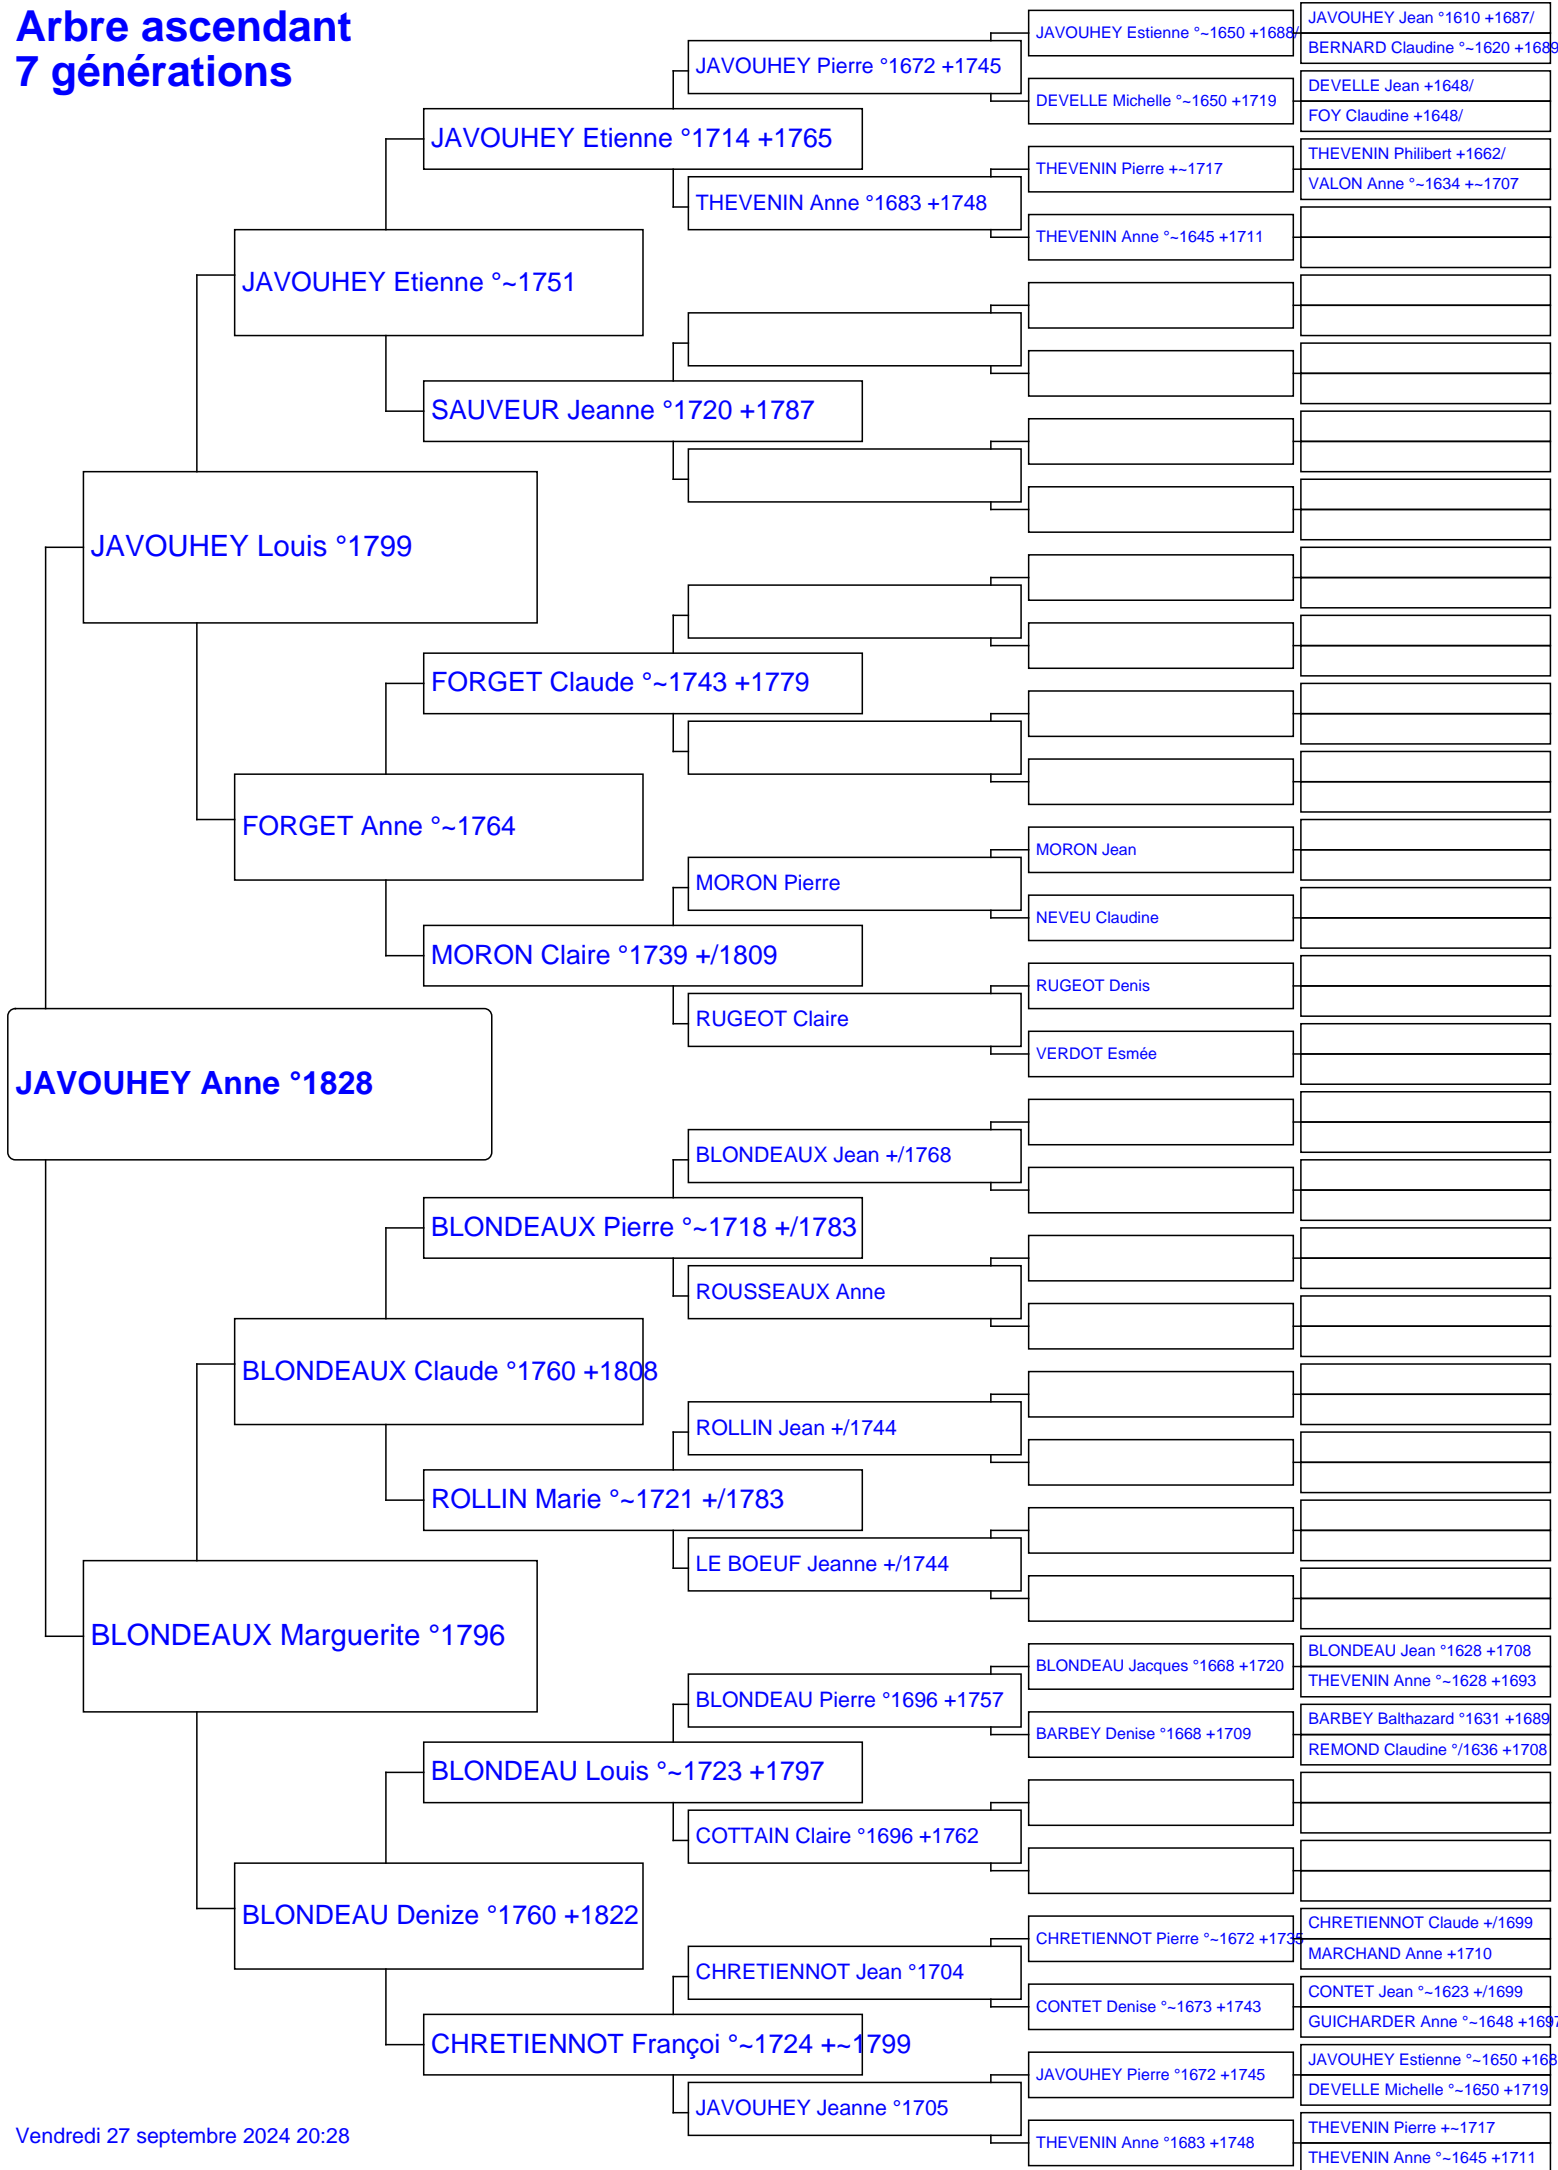 Arbre ascendant
7 générations
JAVOUHEY Anne °1828
JAVOUHEY Louis °1799
BLONDEAUX Marguerite °1796
JAVOUHEY Etienne °~1751
FORGET Anne °~1764
BLONDEAUX Claude °1760 +1808
BLONDEAU Denize °1760 +1822
JAVOUHEY Etienne °1714 +1765
SAUVEUR Jeanne °1720 +1787
FORGET Claude °~1743 +1779
MORON Claire °1739 +/1809
BLONDEAUX Pierre °~1718 +/1783
ROLLIN Marie °~1721 +/1783
BLONDEAU Louis °~1723 +1797
CHRETIENNOT Françoi °~1724 +~1799
JAVOUHEY Pierre °1672 +1745
THEVENIN Anne °1683 +1748
MORON Pierre
RUGEOT Claire
BLONDEAUX Jean +/1768
ROUSSEAUX Anne
ROLLIN Jean +/1744
LE BOEUF Jeanne +/1744
BLONDEAU Pierre °1696 +1757
COTTAIN Claire °1696 +1762
CHRETIENNOT Jean °1704
JAVOUHEY Jeanne °1705
JAVOUHEY Estienne °~1650 +1688/
DEVELLE Michelle °~1650 +1719
THEVENIN Pierre +~1717
THEVENIN Anne °~1645 +1711
MORON Jean
NEVEU Claudine
RUGEOT Denis
VERDOT Esmée
BLONDEAU Jacques °1668 +1720
BARBEY Denise °1668 +1709
CHRETIENNOT Pierre °~1672 +1735
CONTET Denise °~1673 +1743
JAVOUHEY Pierre °1672 +1745
THEVENIN Anne °1683 +1748
JAVOUHEY Jean °1610 +1687/
BERNARD Claudine °~1620 +1689
DEVELLE Jean +1648/
FOY Claudine +1648/
THEVENIN Philibert +1662/
VALON Anne °~1634 +~1707
BLONDEAU Jean °1628 +1708
THEVENIN Anne °~1628 +1693
BARBEY Balthazard °1631 +1689
REMOND Claudine °/1636 +1708
CHRETIENNOT Claude +/1699
MARCHAND Anne +1710
CONTET Jean °~1623 +/1699
GUICHARDER Anne °~1648 +1697
JAVOUHEY Estienne °~1650 +168
DEVELLE Michelle °~1650 +1719
THEVENIN Pierre +~1717
THEVENIN Anne °~1645 +1711
Vendredi 27 septembre 2024 20:28